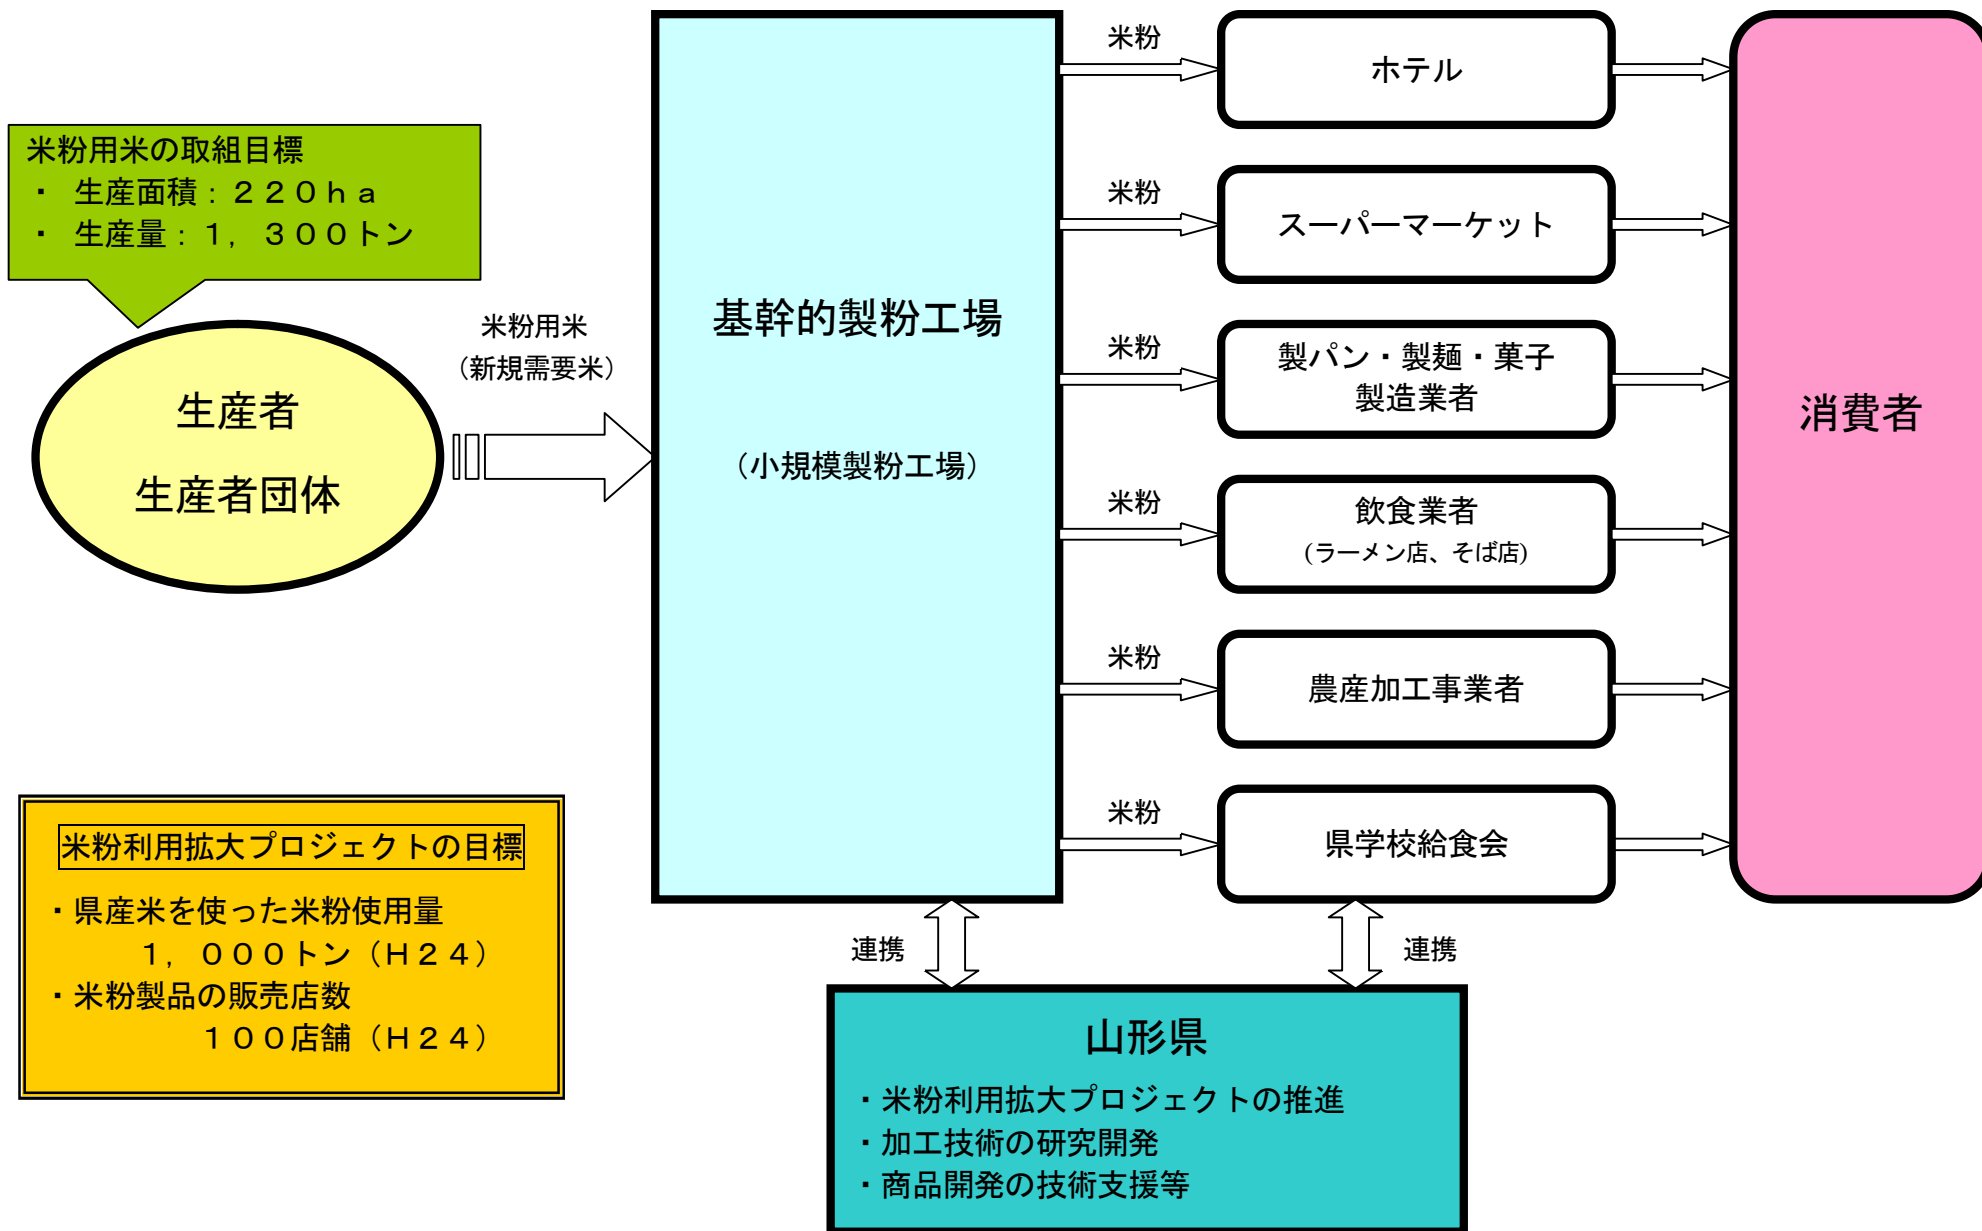 米粉用米の取組目標
・ 生産面積：２２０ｈａ
・ 生産量：１，３００トン
生産者
生産者団体
米粉用米
（新規需要米）
基幹的製粉工場
（小規模製粉工場）
米粉
ホテル
米粉
スーパーマーケット
米粉
製パン・製麺・菓子
製造業者
米粉
飲食業者
(ラーメン店、そば店)
米粉
農産加工事業者
米粉
県学校給食会
消費者
米粉利用拡大プロジェクトの目標
・県産米を使った米粉使用量
１，０００トン（Ｈ２４）
・米粉製品の販売店数
１００店舗（Ｈ２４）
連携
連携
山形県
・米粉利用拡大プロジェクトの推進
・加工技術の研究開発
・商品開発の技術支援等